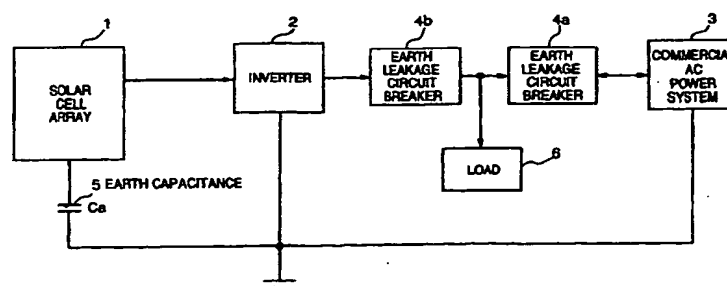 1
SOLAR
CELL
ARRAY
2
INVERTER
4b
EARTH
LEAKAGE
CIRCUIT
BREAKER
4a
EARTH
LEAKAGE
CIRCUIT
BREAKER
3
COMMERCIAL
AC
POWER
SYSTEM
6
LOAD
5 EARTH CAPACITANCE
Ca